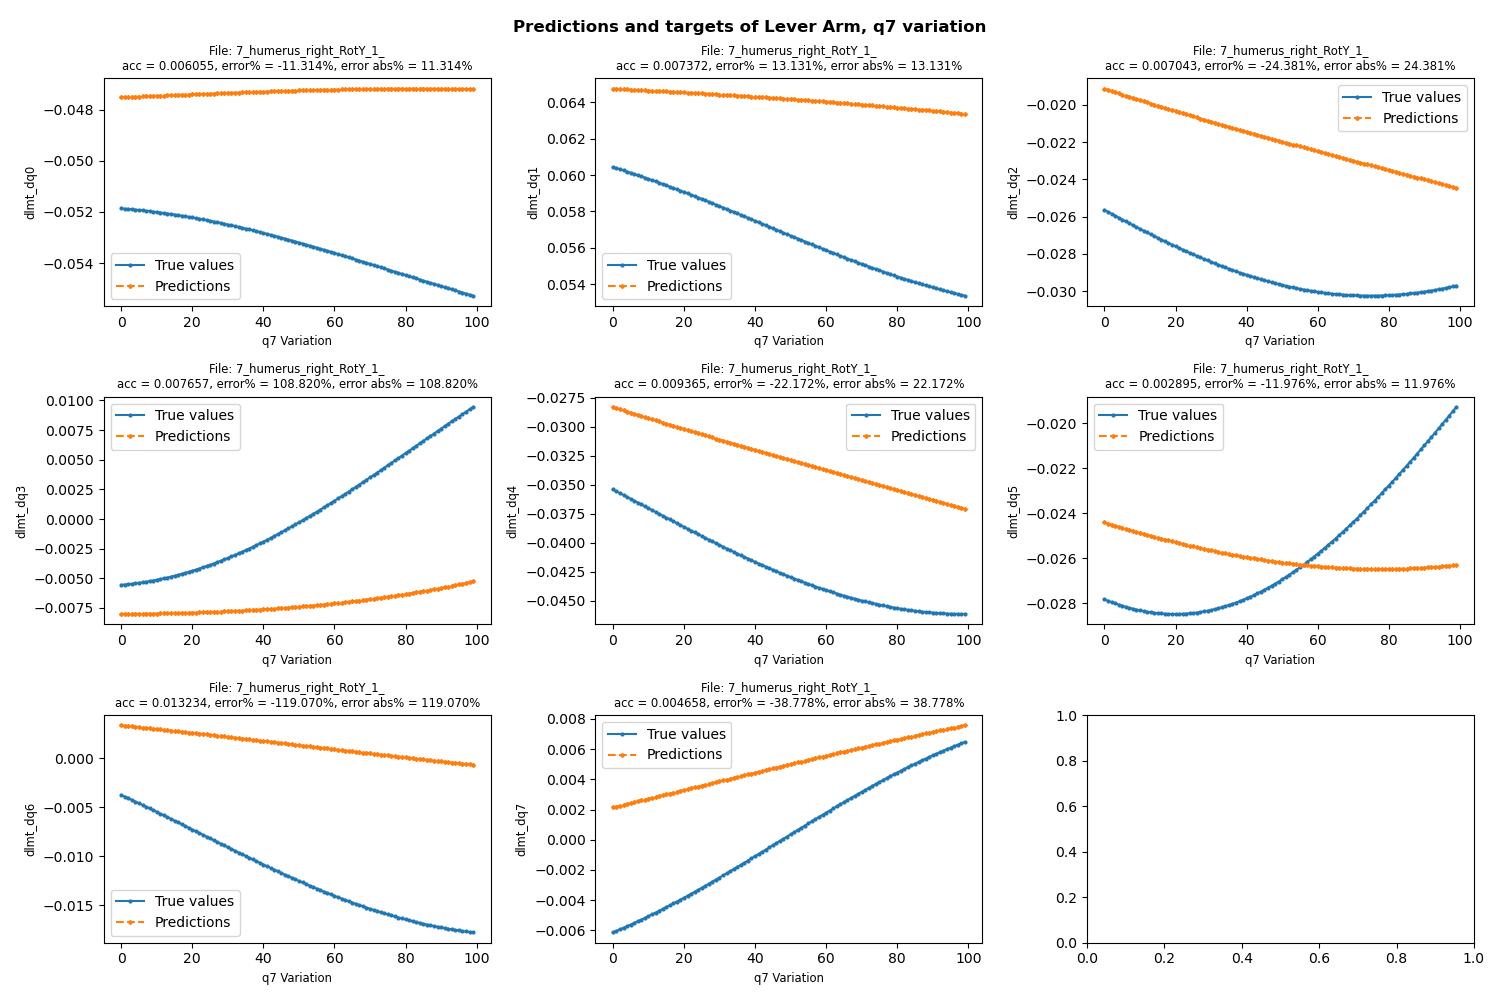 Predictions and targets of Lever Arm, q7 variation
File: 7_humerus_right_RotY_1_
acc = 0.006055, error% = -11.314%, error abs% = 11.314%
−0.048
−0.050
−0.052
−0.054
dlmt_dq0
True values
Predictions
0 20 40 60 80 100
q7 Variation
File: 7_humerus_right_RotY_1_
acc = 0.007372, error% = 13.131%, error abs% = 13.131%
0.064
0.062
0.060
0.058
0.056
0.054
dlmt_dq1
True values
Predictions
0 20 40 60 80 100
q7 Variation
File: 7_humerus_right_RotY_1_
acc = 0.007043, error% = -24.381%, error abs% = 24.381%
−0.020
−0.022
−0.024
−0.026
−0.028
−0.030
dlmt_dq2
True values
Predictions
0 20 40 60 80 100
q7 Variation
File: 7_humerus_right_RotY_1_
acc = 0.007657, error% = 108.820%, error abs% = 108.820%
0.0100
0.0075
0.0050
0.0025
0.0000
−0.0025
−0.0050
−0.0075
dlmt_dq3
True values
Predictions
0 20 40 60 80 100
q7 Variation
File: 7_humerus_right_RotY_1_
acc = 0.009365, error% = -22.172%, error abs% = 22.172%
−0.0275
−0.0300
−0.0325
−0.0350
−0.0375
−0.0400
−0.0425
−0.0450
dlmt_dq4
True values
Predictions
0 20 40 60 80 100
q7 Variation
File: 7_humerus_right_RotY_1_
acc = 0.002895, error% = -11.976%, error abs% = 11.976%
−0.020
−0.022
−0.024
−0.026
−0.028
dlmt_dq5
True values
Predictions
0 20 40 60 80 100
q7 Variation
File: 7_humerus_right_RotY_1_
acc = 0.013234, error% = -119.070%, error abs% = 119.070%
0.000
−0.005
−0.010
−0.015
dlmt_dq6
True values
Predictions
0 20 40 60 80 100
q7 Variation
File: 7_humerus_right_RotY_1_
acc = 0.004658, error% = -38.778%, error abs% = 38.778%
0.008
0.006
0.004
0.002
0.000
−0.002
−0.004
−0.006
dlmt_dq7
True values
Predictions
0 20 40 60 80 100
q7 Variation
1.0
0.8
0.6
0.4
0.2
0.0
0.0 0.2 0.4 0.6 0.8 1.0